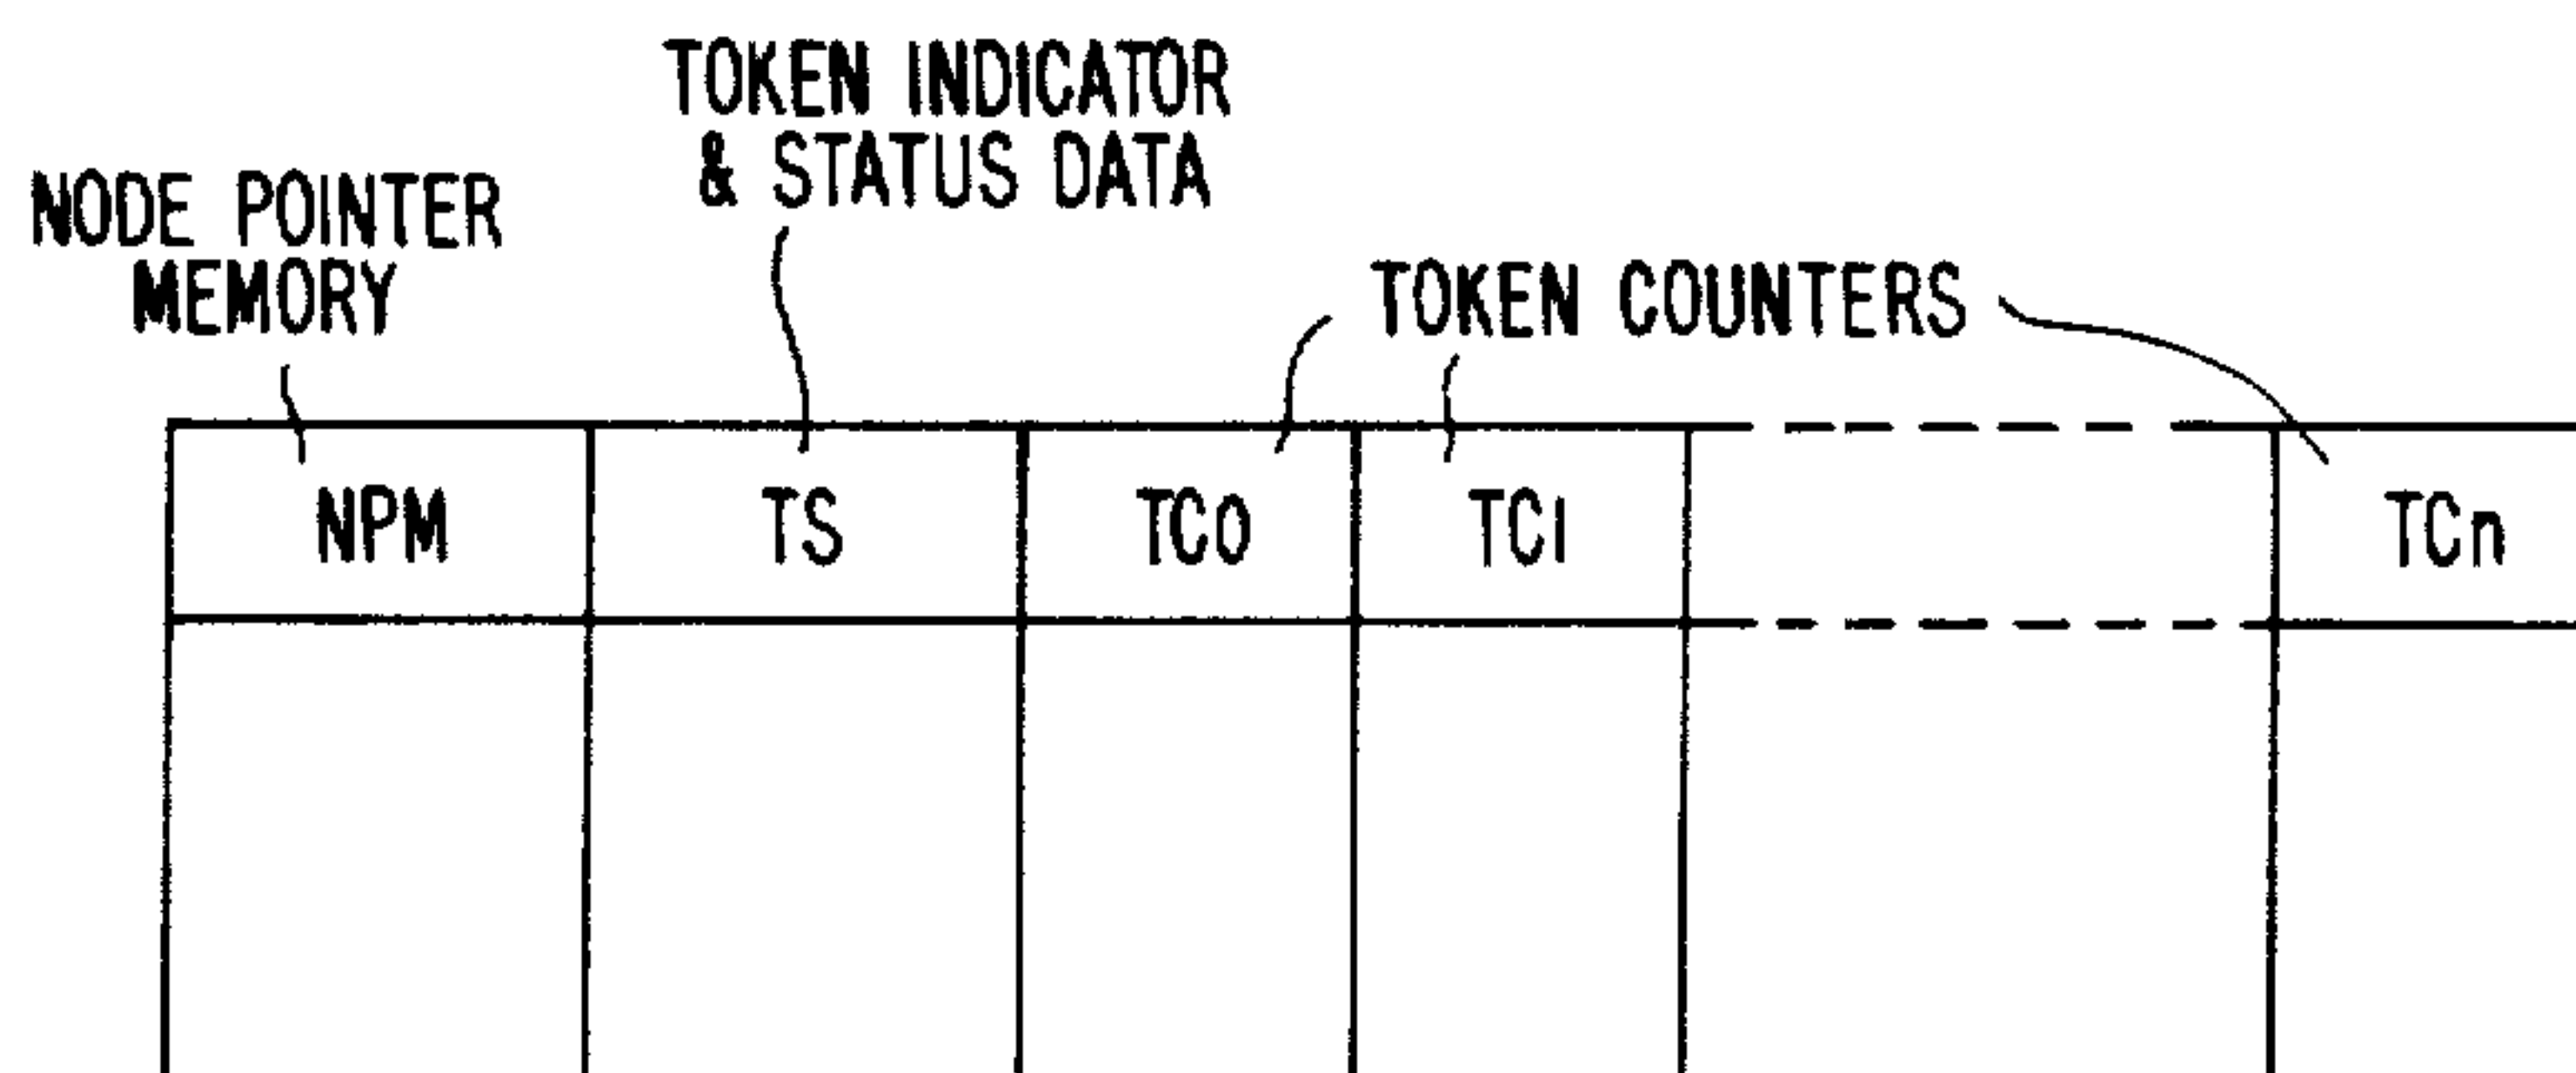 TOKEN INDICATOR
& STATUS DATA
NODE POINTER
MEMORY
TOKEN COUNTERS
NPM TS TC0 TC1 TCn